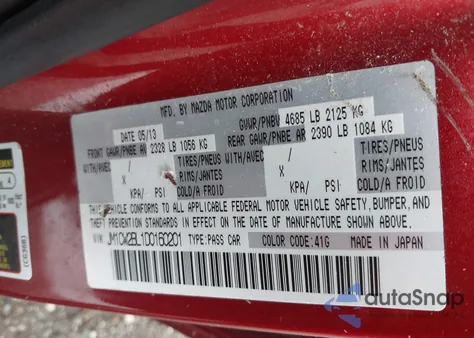 MFD. BY MAZDA MOTOR CORPORATION
DATE 05/13 GVWR/PNBV 4685 LB 2125 KG
FRONT GAWR/PNBE AV 2328 LB 1056 KG REAR GAWR/PNBE AR 2390 LB 1084 KG
WITH/AVEC / TIRES/PNEUS WITH/AVEC / TIRES/PNEUS
X RIMS/JANTES X RIMS/JANTES
KPA/ PSI COLD/A FROID KPA/ PSI COLD/A FROID
THIS VEHICLE CONFORMS TO ALL APPLICABLE FEDERAL MOTOR VEHICLE SAFETY, BUMPER, AND
THEFT PREVENTION STANDARDS IN EFFECT ON THE DATE OF MANUFACTURE SHOWN ABOVE.
VIN: JM1CW2BL1D0160201 TYPE: PASS CAR COLOR CODE: 41G MADE IN JAPAN
(CG36B)
autoSnap